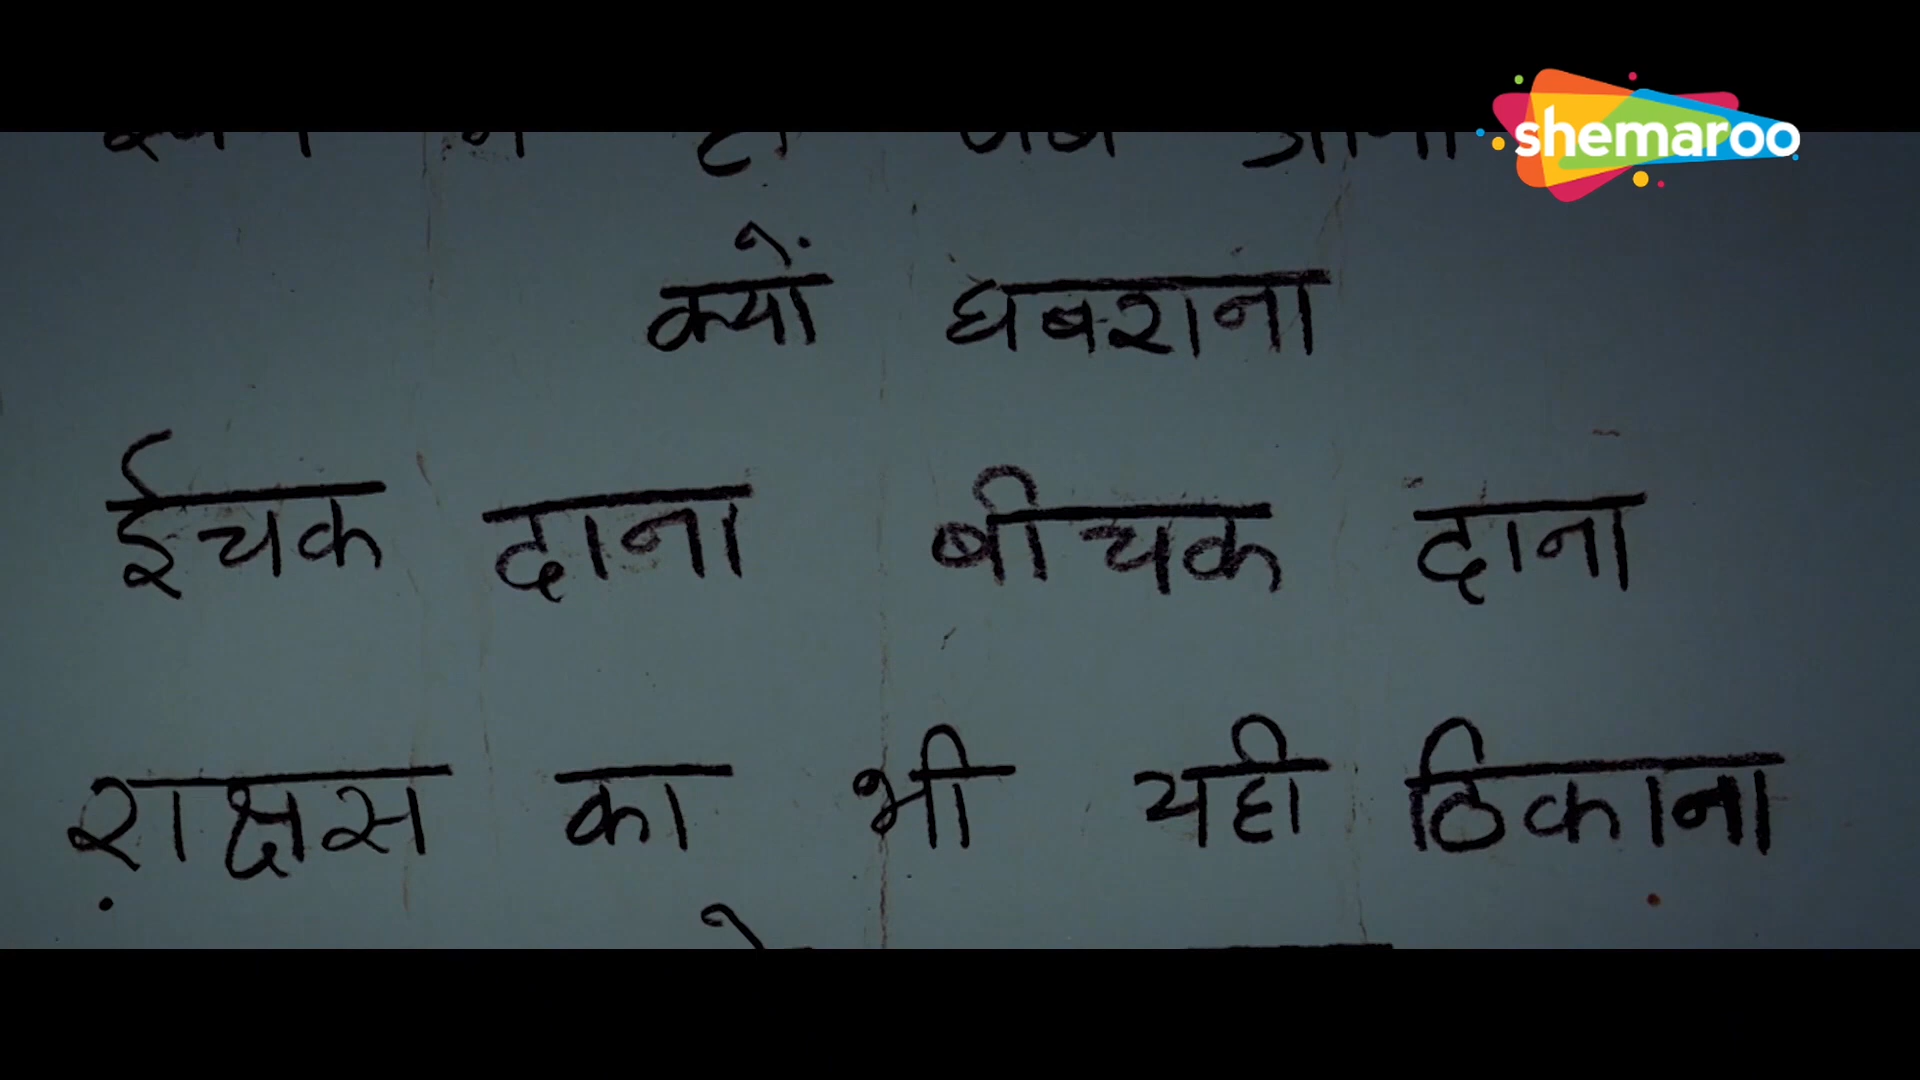 shemaroo
क्यों घबराना
ईचक दाना बीचक दाना
राक्षस का भी यही ठिकाना